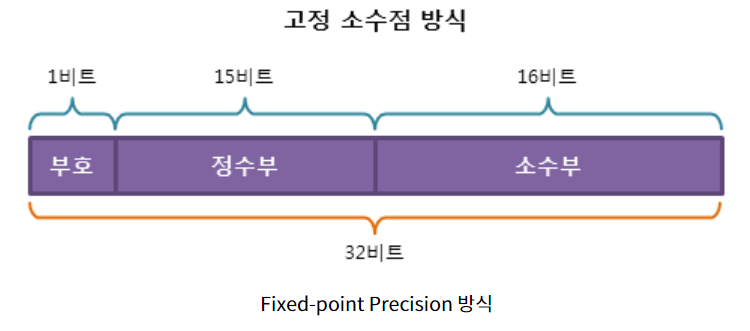 고정 소수점 방식
1비트 15비트 16비트
부호 정수부 소수부
32비트
Fixed-point Precision 방식